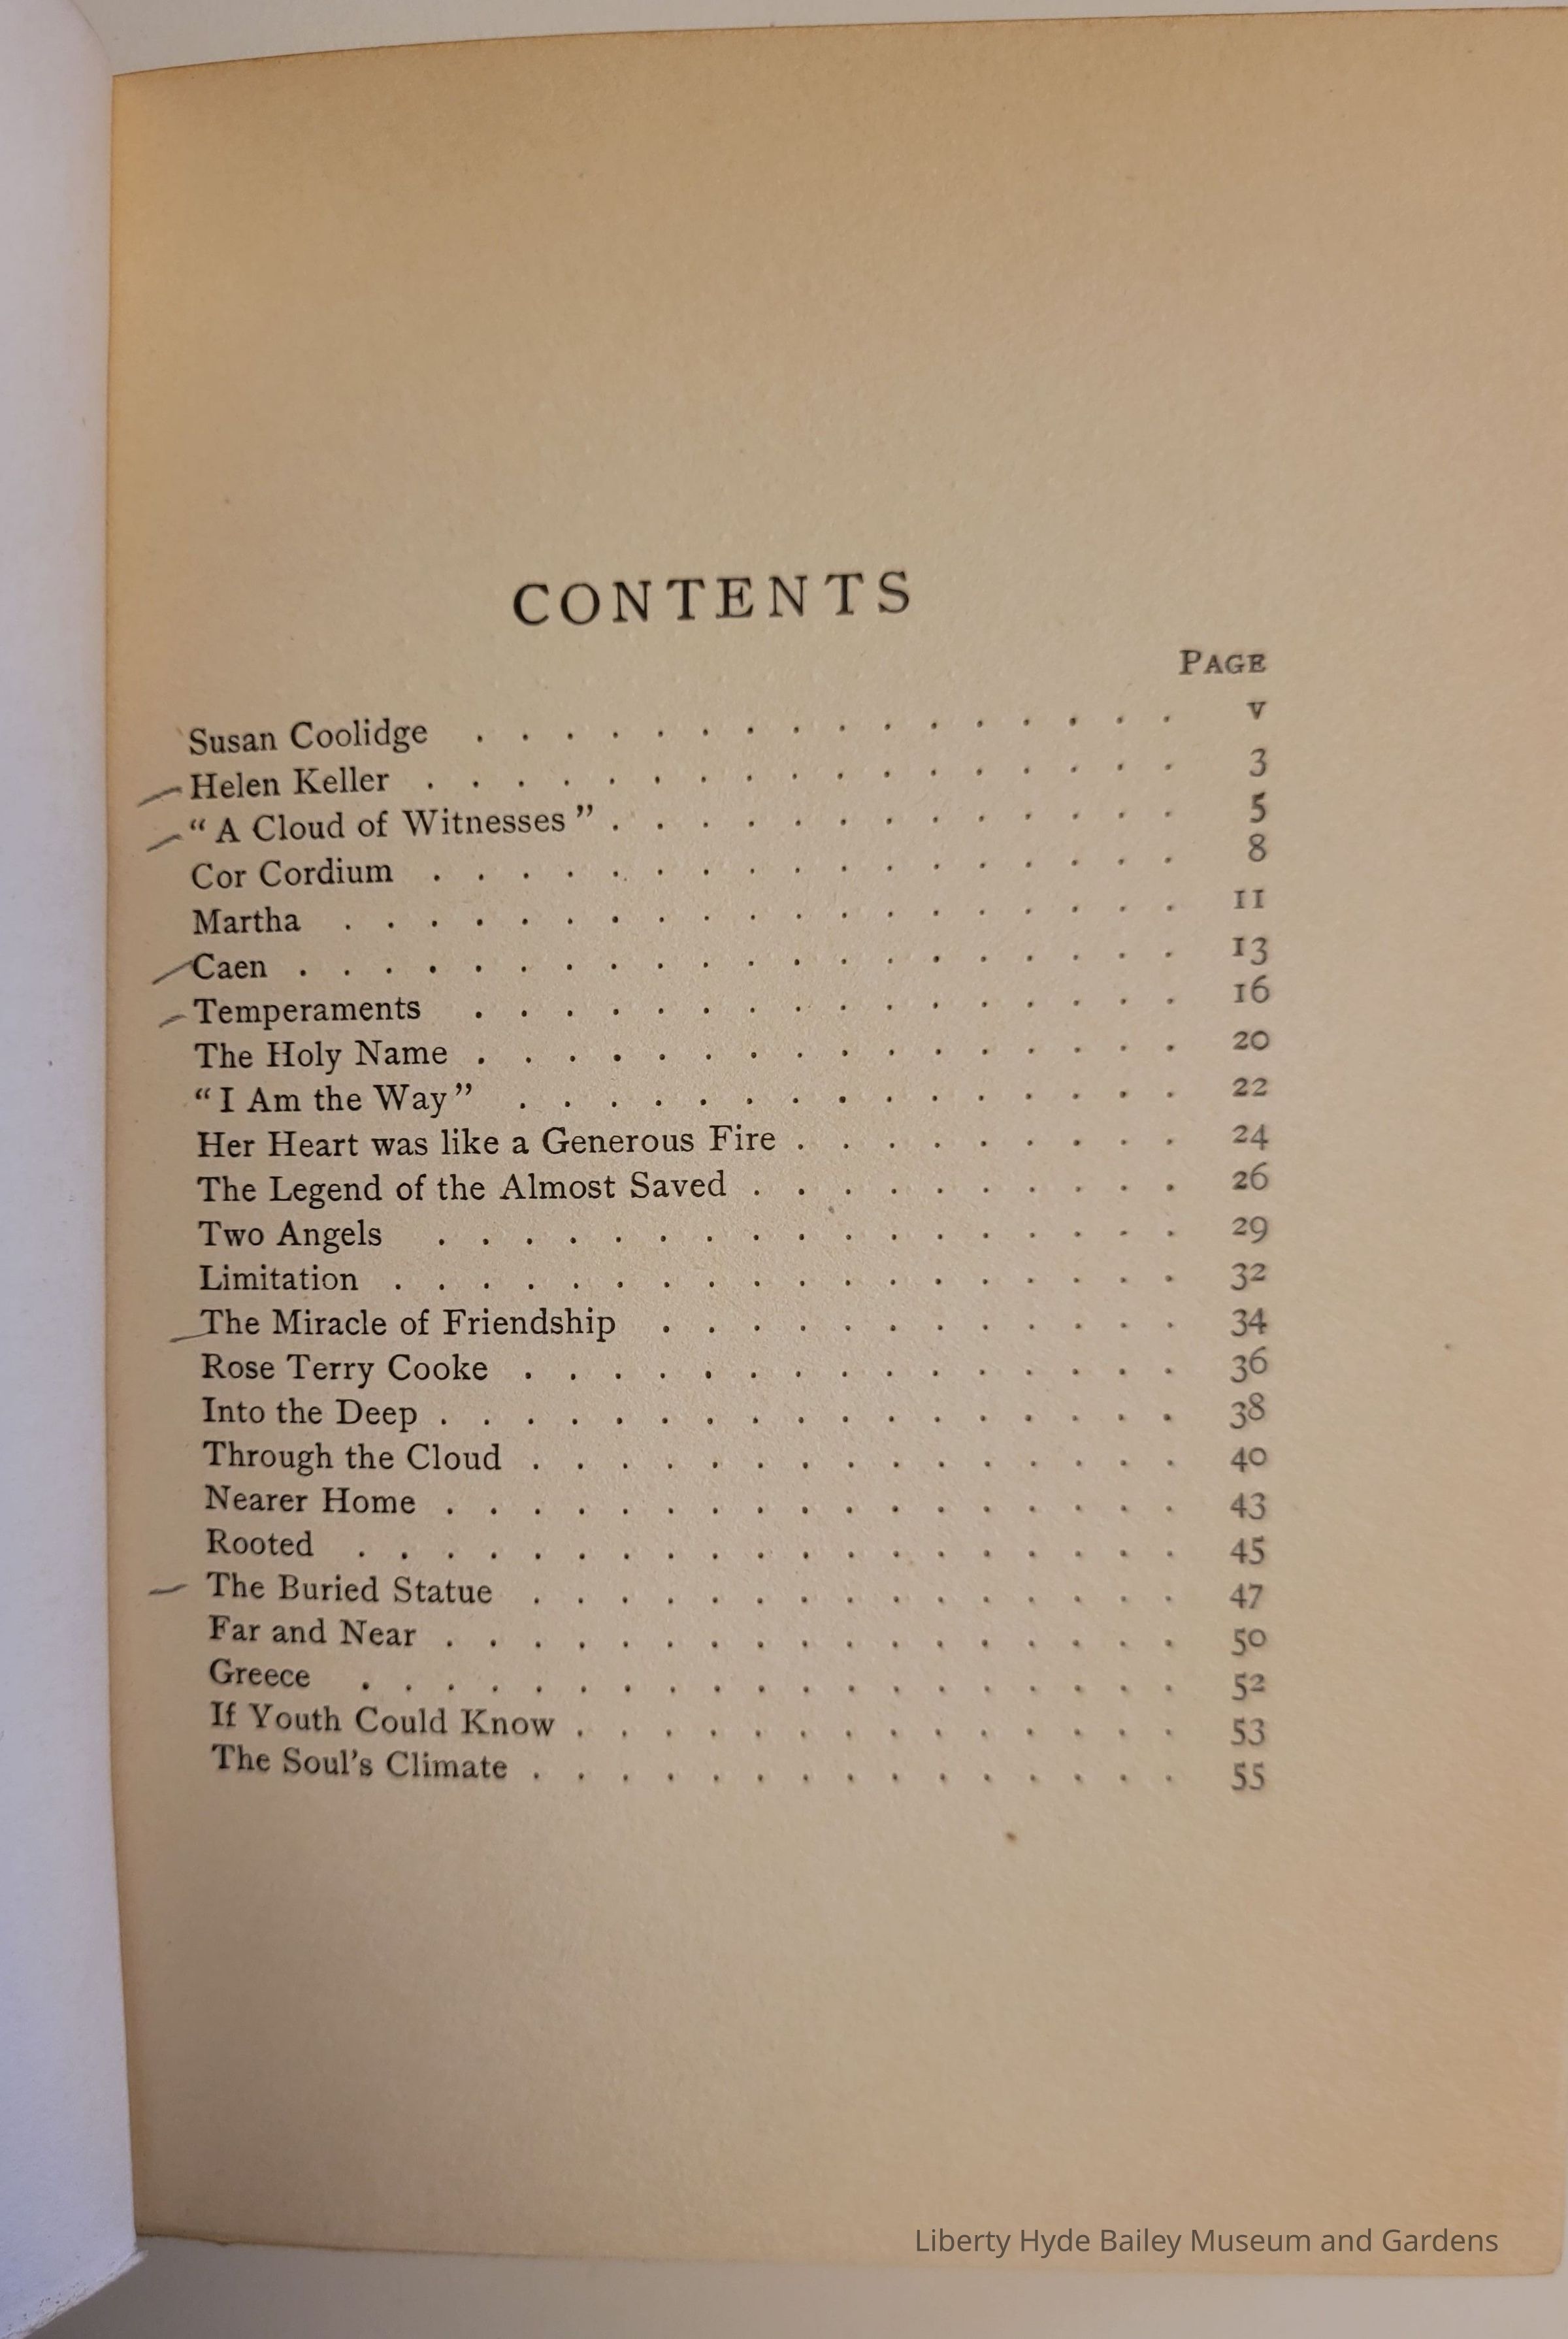 CONTENTS
PAGE
Susan Coolidge . . . . . . . . . . . . . . . . v
Helen Keller . . . . . . . . . . . . . . . . . 3
“ A Cloud of Witnesses ” . . . . . . . . . . . . . 5
Cor Cordium . . . . . . . . . . . . . . . . . 8
Martha . . . . . . . . . . . . . . . . . . . 11
Caen . . . . . . . . . . . . . . . . . . . . 13
Temperaments . . . . . . . . . . . . . . . . 16
The Holy Name . . . . . . . . . . . . . . . . 20
“ I Am the Way ” . . . . . . . . . . . . . . . 22
Her Heart was like a Generous Fire . . . . . . . . . 24
The Legend of the Almost Saved . . . . . . . . . . 26
Two Angels . . . . . . . . . . . . . . . . . 29
Limitation . . . . . . . . . . . . . . . . . . 32
The Miracle of Friendship . . . . . . . . . . . . 34
Rose Terry Cooke . . . . . . . . . . . . . . . 36
Into the Deep . . . . . . . . . . . . . . . . . 38
Through the Cloud . . . . . . . . . . . . . . . 40
Nearer Home . . . . . . . . . . . . . . . . . 43
Rooted . . . . . . . . . . . . . . . . . . . 45
The Buried Statue . . . . . . . . . . . . . . . 47
Far and Near . . . . . . . . . . . . . . . . . 50
Greece . . . . . . . . . . . . . . . . . . . 52
If Youth Could Know . . . . . . . . . . . . . . 53
The Soul’s Climate . . . . . . . . . . . . . . . 55
Liberty Hyde Bailey Museum and Gardens